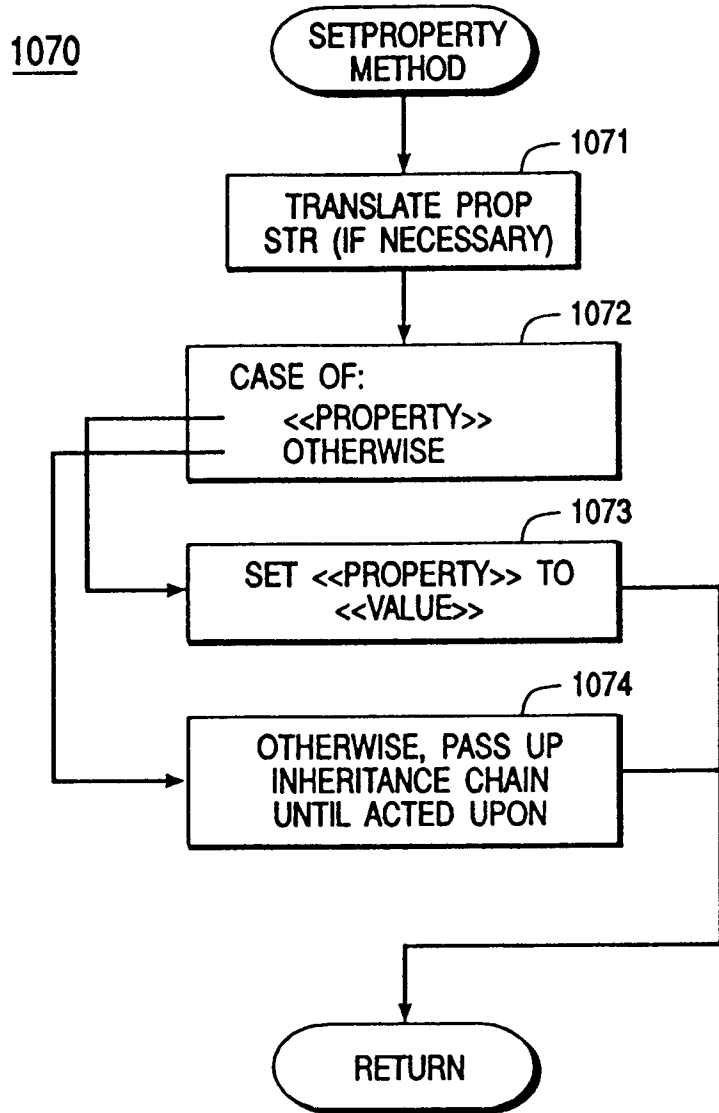 1070
SETPROPERTY
METHOD
1071
TRANSLATE PROP
STR (IF NECESSARY)
1072
CASE OF:
<<PROPERTY>>
OTHERWISE
1073
SET <<PROPERTY>> TO
<<VALUE>>
1074
OTHERWISE, PASS UP
INHERITANCE CHAIN
UNTIL ACTED UPON
RETURN